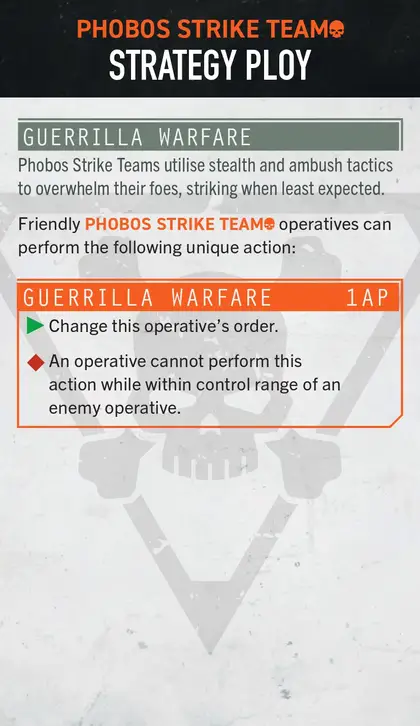 PHOBOS STRIKE TEAM
STRATEGY PLOY
GUERRILLA WARFARE
Phobos Strike Teams utilise stealth and ambush tactics
to overwhelm their foes, striking when least expected.
Friendly PHOBOS STRIKE TEAM operatives can
perform the following unique action:
GUERRILLA WARFARE 1AP
Change this operative's order.
An operative cannot perform this
action while within control range of an
enemy operative.